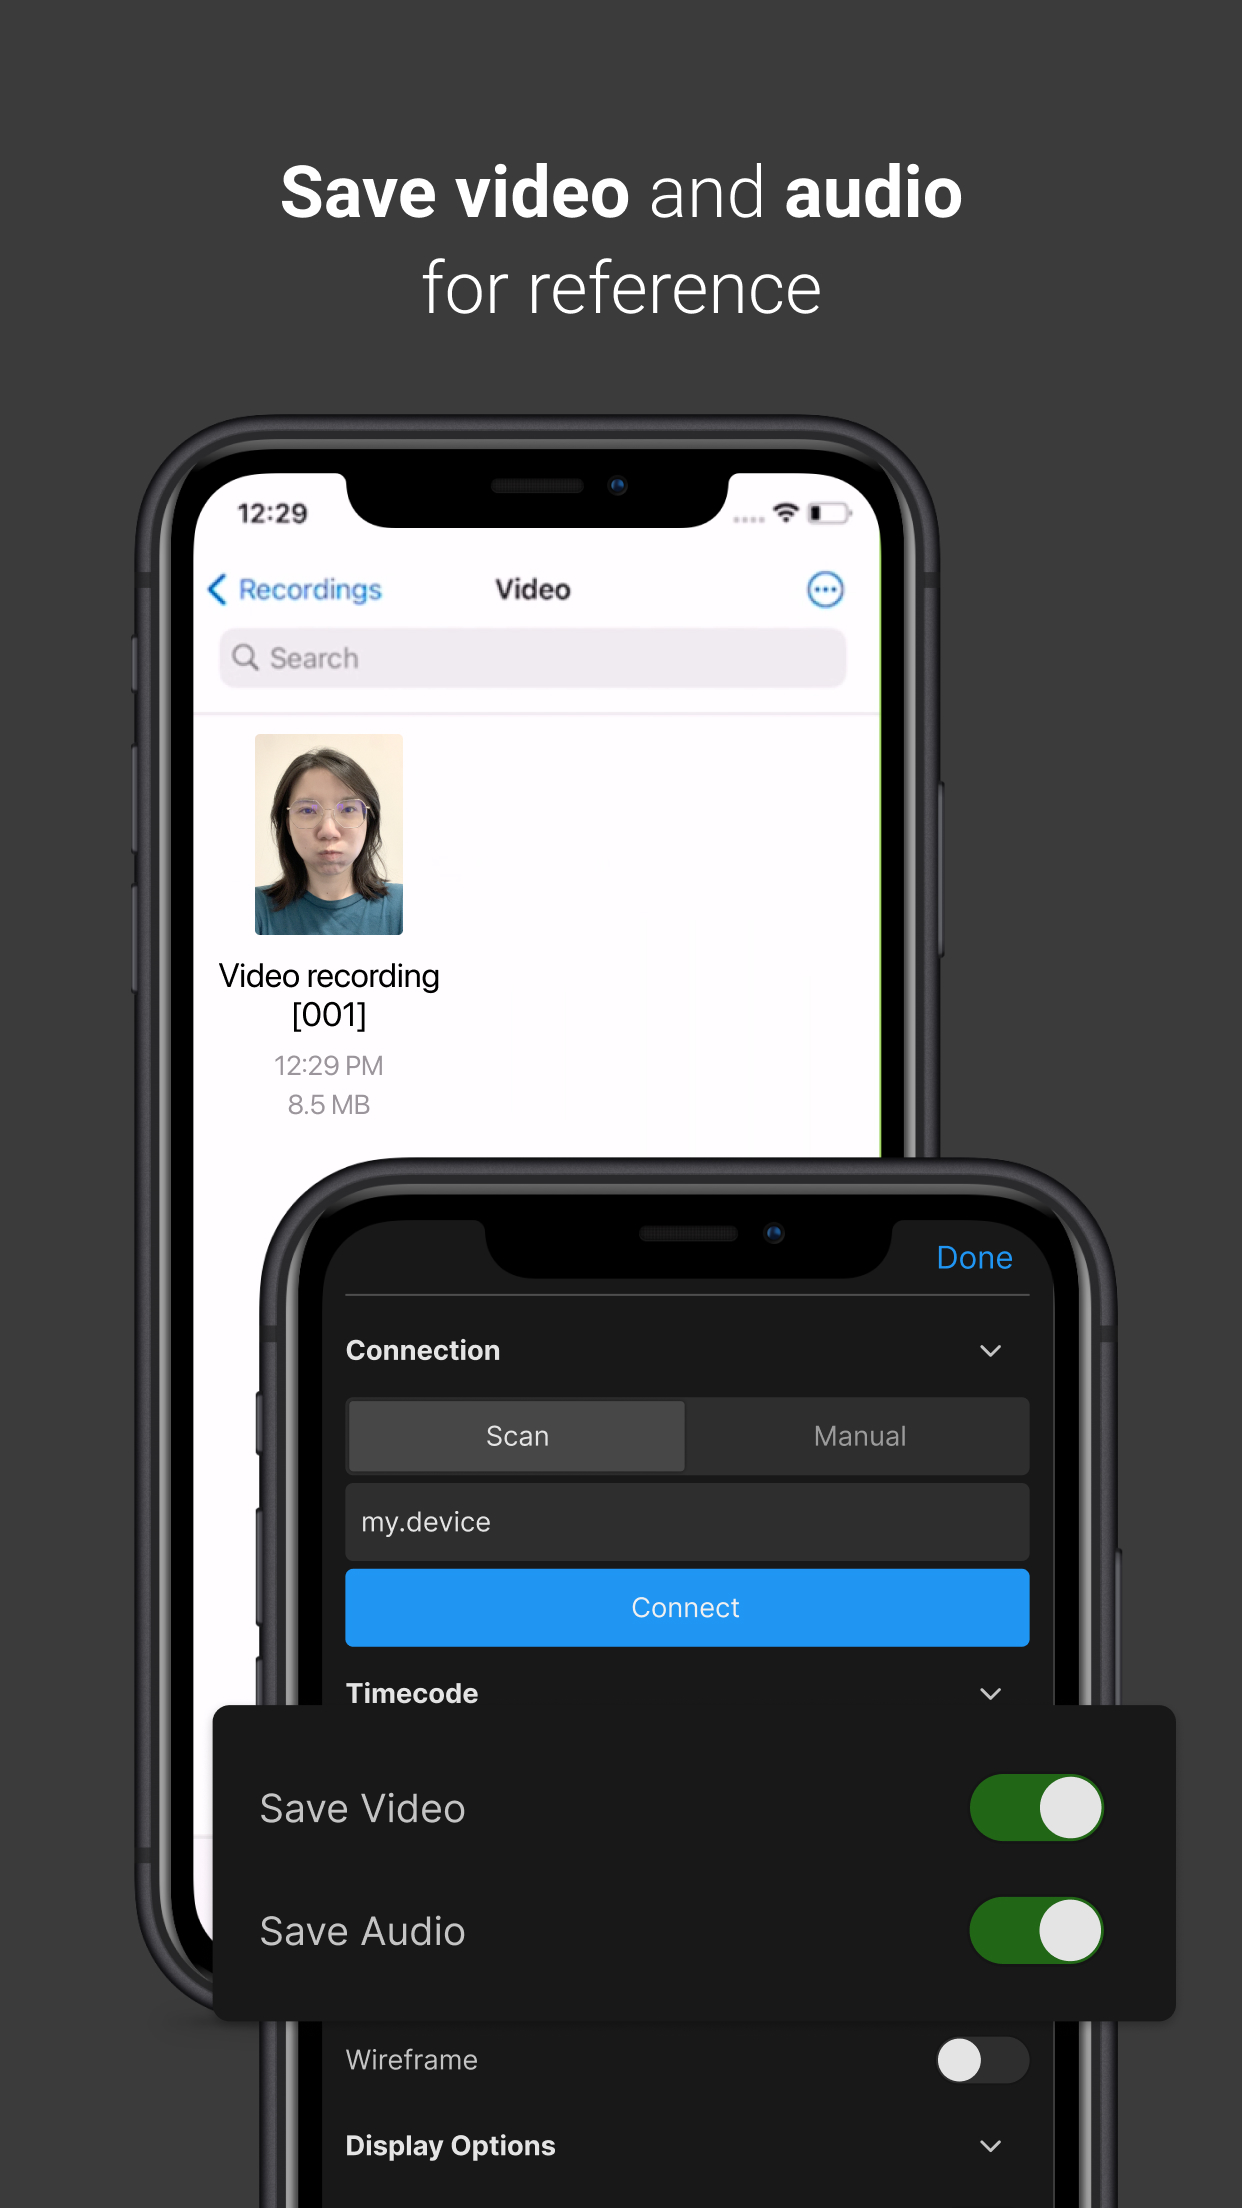 Save video and audio
for reference
12:29
Recordings
Video
Search
Video recording
[001]
12:29 PM
8.5 MB
Done
Connection
Scan
Manual
my.device
Connect
Timecode
Save Video
Save Audio
Wireframe
Display Options